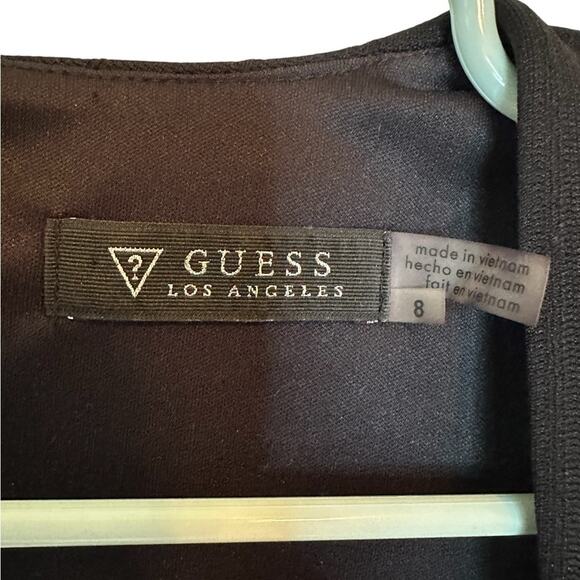 ?
GUESS
LOS ANGELES
made in vietnam
hecho en vietnam
fait en vietnam
8